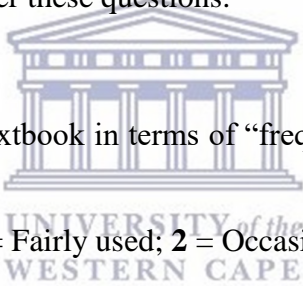 er these questions.
xtbook in terms of “freq
= Fairly used; 2 = Occasi
UNIVERSITY of the
WESTERN CAPE